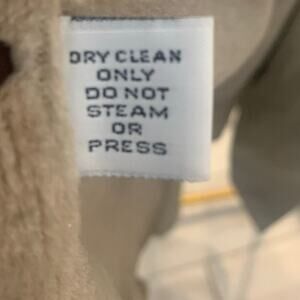 DRY CLEAN
ONLY
DO NOT
STEAM
OR
PRESS